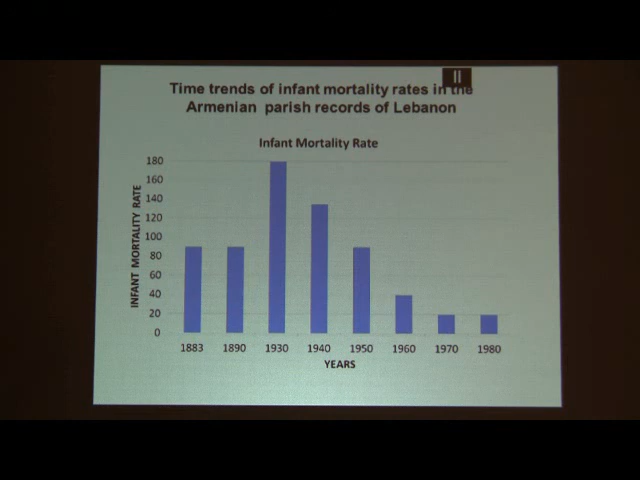 Time trends of infant mortality rates in the
Armenian parish records of Lebanon
Infant Mortality Rate
INFANT MORTALITY RATE
180
160
140
120
100
80
60
40
20
0
1883 1890 1930 1940 1950 1960 1970 1980
YEARS